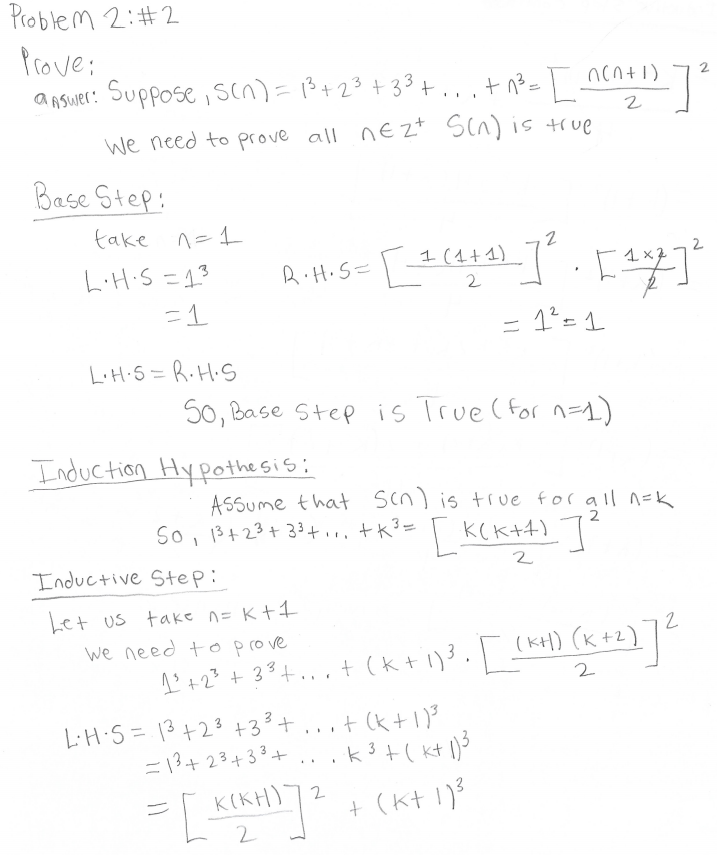 Problem 2:#2
Prove:
answer: Suppose, S(n) = 1³ + 2³ + 3³ + ... + n³ = [ n(n+1) / 2 ]²
We need to prove all n ∈ z⁺ S(n) is true
Base Step:
take n=1
L.H.S = 1³ R.H.S = [ 1(1+1) / 2 ]² . [ 1×2 / 2 ]²
= 1 = 1² = 1
L.H.S = R.H.S
So, Base Step is True (for n=1)
Induction Hypothesis:
Assume that S(n) is true for all n=k
So, 1³ + 2³ + 3³ + ... + k³ = [ k(k+1) / 2 ]²
Inductive Step:
Let us take n= k+1
we need to prove
1³ + 2³ + 3³ + ... + (k+1)³ . [ (k+1)(k+2) / 2 ]²
L.H.S = 1³ + 2³ + 3³ + ... + (k+1)³
= 1³ + 2³ + 3³ + ... k³ + (k+1)³
= [ k(k+1) / 2 ]² + (k+1)³